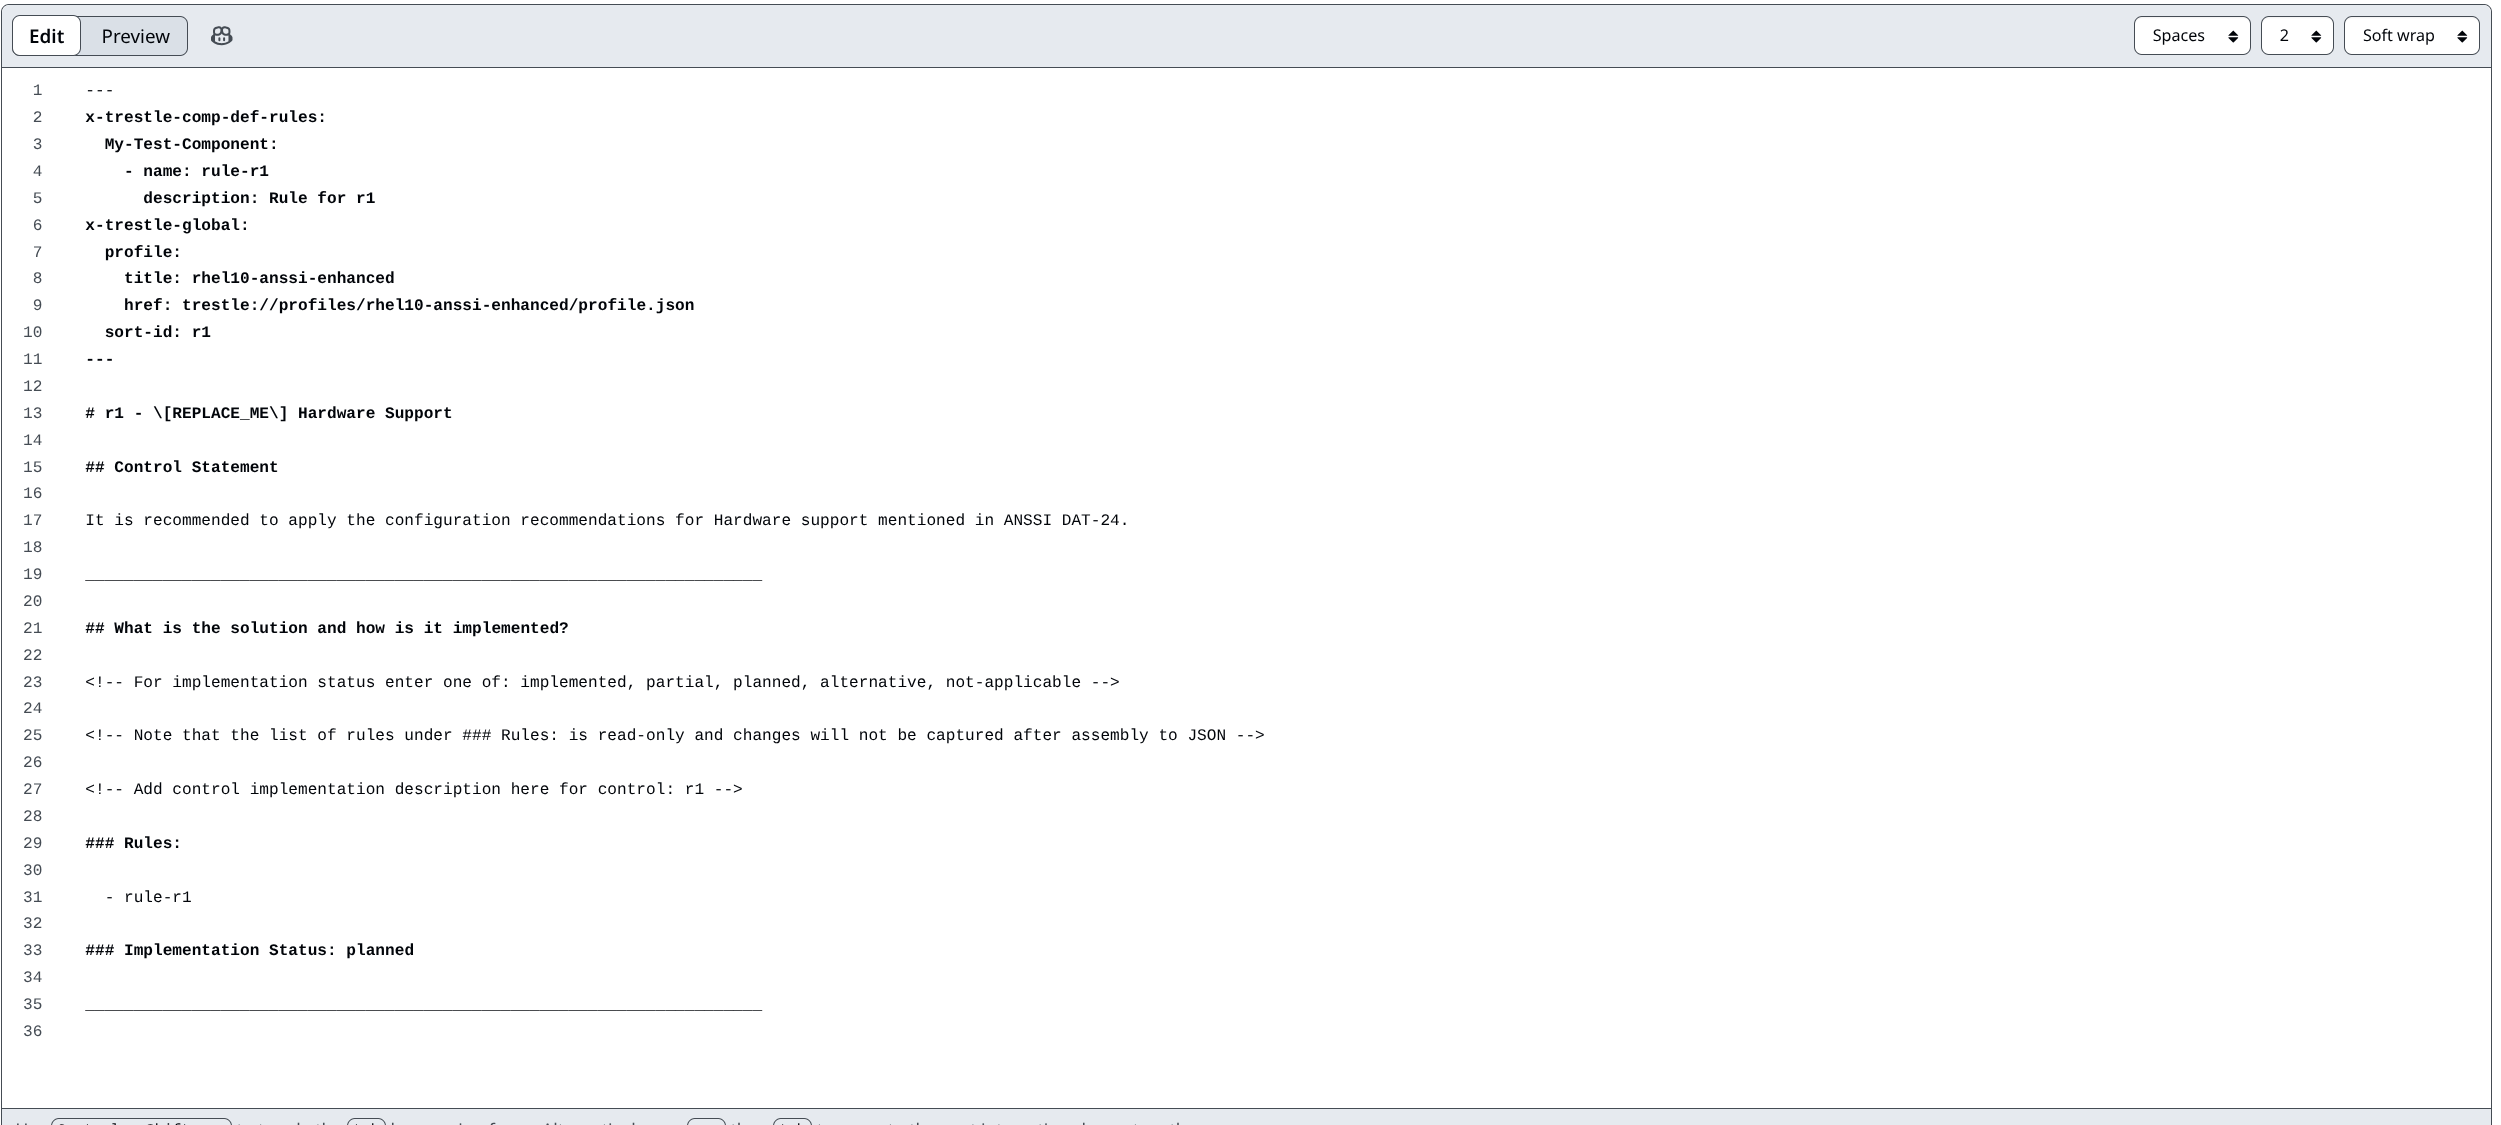 Edit Preview Spaces 2 Soft wrap
1 ---
2 x-trestle-comp-def-rules:
3   My-Test-Component:
4     - name: rule-r1
5       description: Rule for r1
6 x-trestle-global:
7   profile:
8     title: rhel10-anssi-enhanced
9     href: trestle://profiles/rhel10-anssi-enhanced/profile.json
10   sort-id: r1
11 ---
12
13 # r1 - \[REPLACE_ME\] Hardware Support
14
15 ## Control Statement
16
17 It is recommended to apply the configuration recommendations for Hardware support mentioned in ANSSI DAT-24.
18
19 ______________________________________________________________________
20
21 ## What is the solution and how is it implemented?
22
23 <!-- For implementation status enter one of: implemented, partial, planned, alternative, not-applicable -->
24
25 <!-- Note that the list of rules under ### Rules: is read-only and changes will not be captured after assembly to JSON -->
26
27 <!-- Add control implementation description here for control: r1 -->
28
29 ### Rules:
30
31   - rule-r1
32
33 ### Implementation Status: planned
34
35 ______________________________________________________________________
36